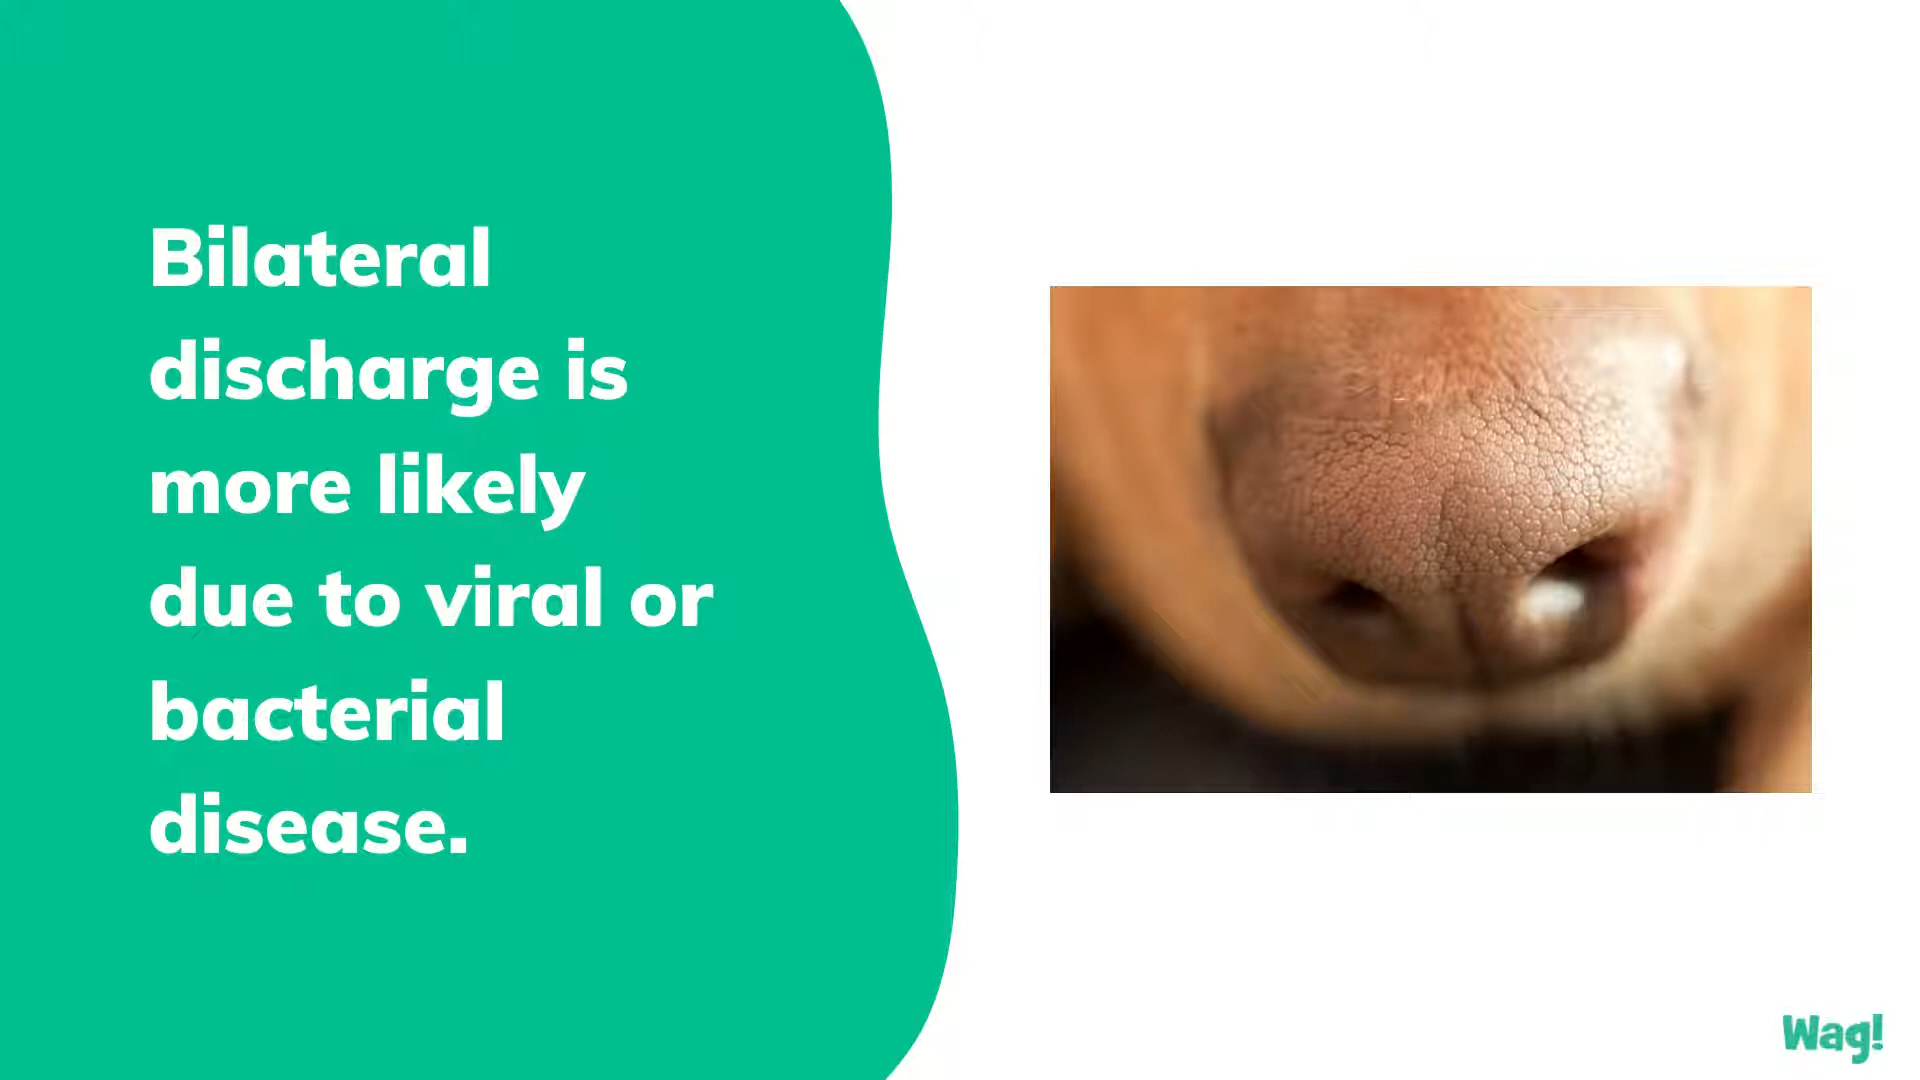 Bilateral
discharge is
more likely
due to viral or
bacterial
disease.
Wag!